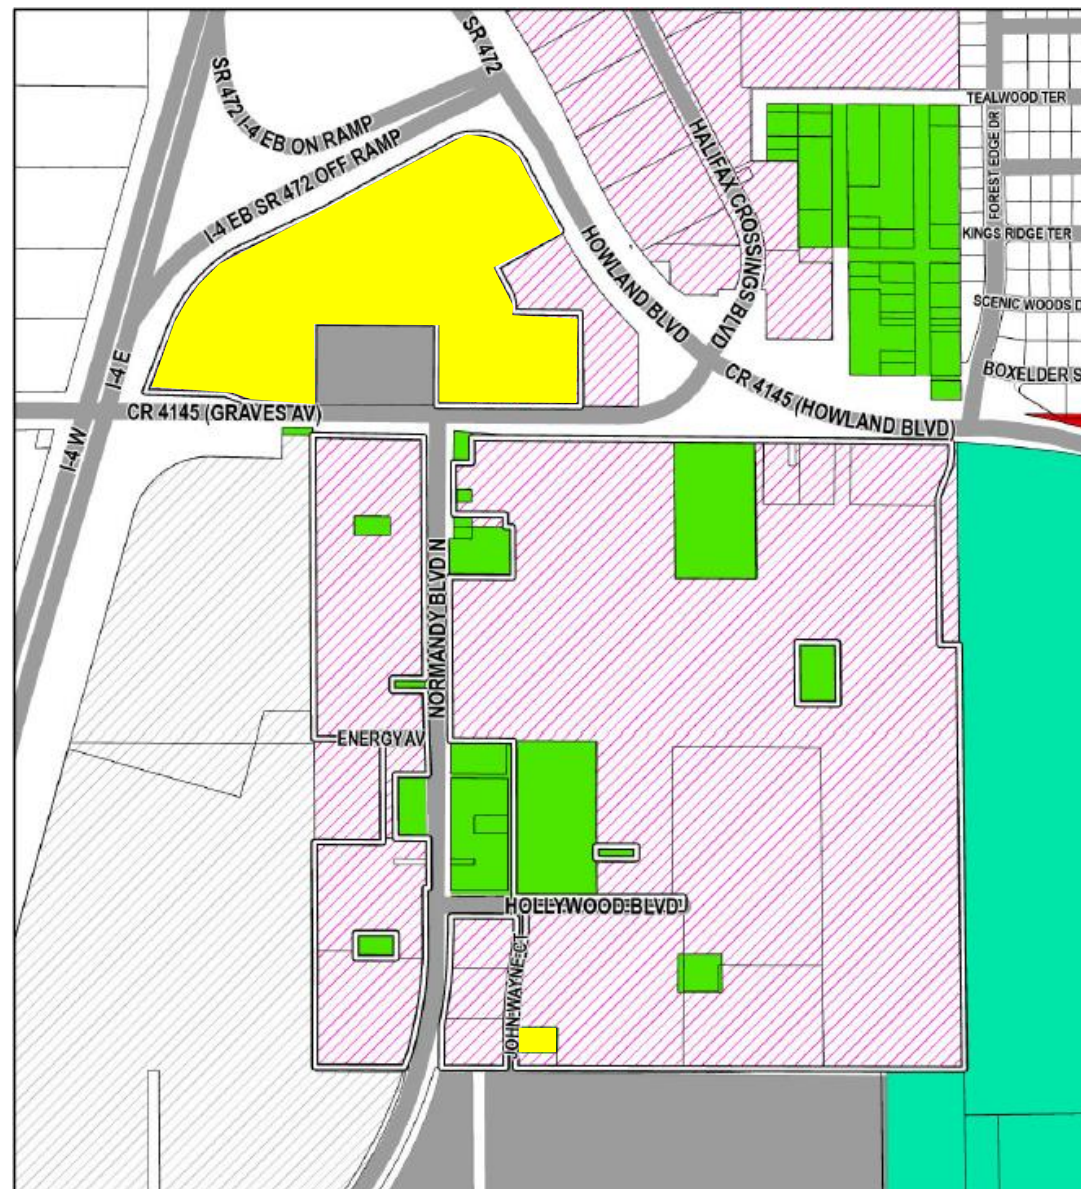 SR 472
SR 472 I-4 EB ON RAMP
I-4 EB SR 472 OFF RAMP
HALIFAX CROSSINGS BLVD
TEALWOOD TER
FOREST EDGE DR
HOWLAND BLVD
KINGS RIDGE TER
SCENIC WOODS D
I-4 E
BOXELDER S
CR 4145 (GRAVES AV)
CR 4145 (HOWLAND BLVD)
I-4 W
NORMANDY BLVD N
ENERGY AV
HOLLYWOOD BLVD
JOHN WAYNE CT